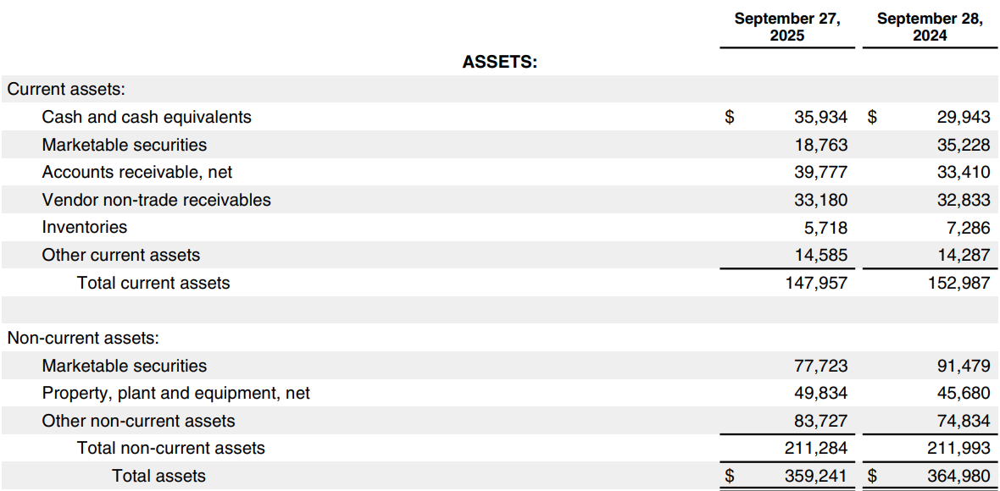 September 27, 2025 September 28, 2024
ASSETS:
Current assets:
Cash and cash equivalents $ 35,934 $ 29,943
Marketable securities 18,763 35,228
Accounts receivable, net 39,777 33,410
Vendor non-trade receivables 33,180 32,833
Inventories 5,718 7,286
Other current assets 14,585 14,287
Total current assets 147,957 152,987
Non-current assets:
Marketable securities 77,723 91,479
Property, plant and equipment, net 49,834 45,680
Other non-current assets 83,727 74,834
Total non-current assets 211,284 211,993
Total assets $ 359,241 $ 364,980